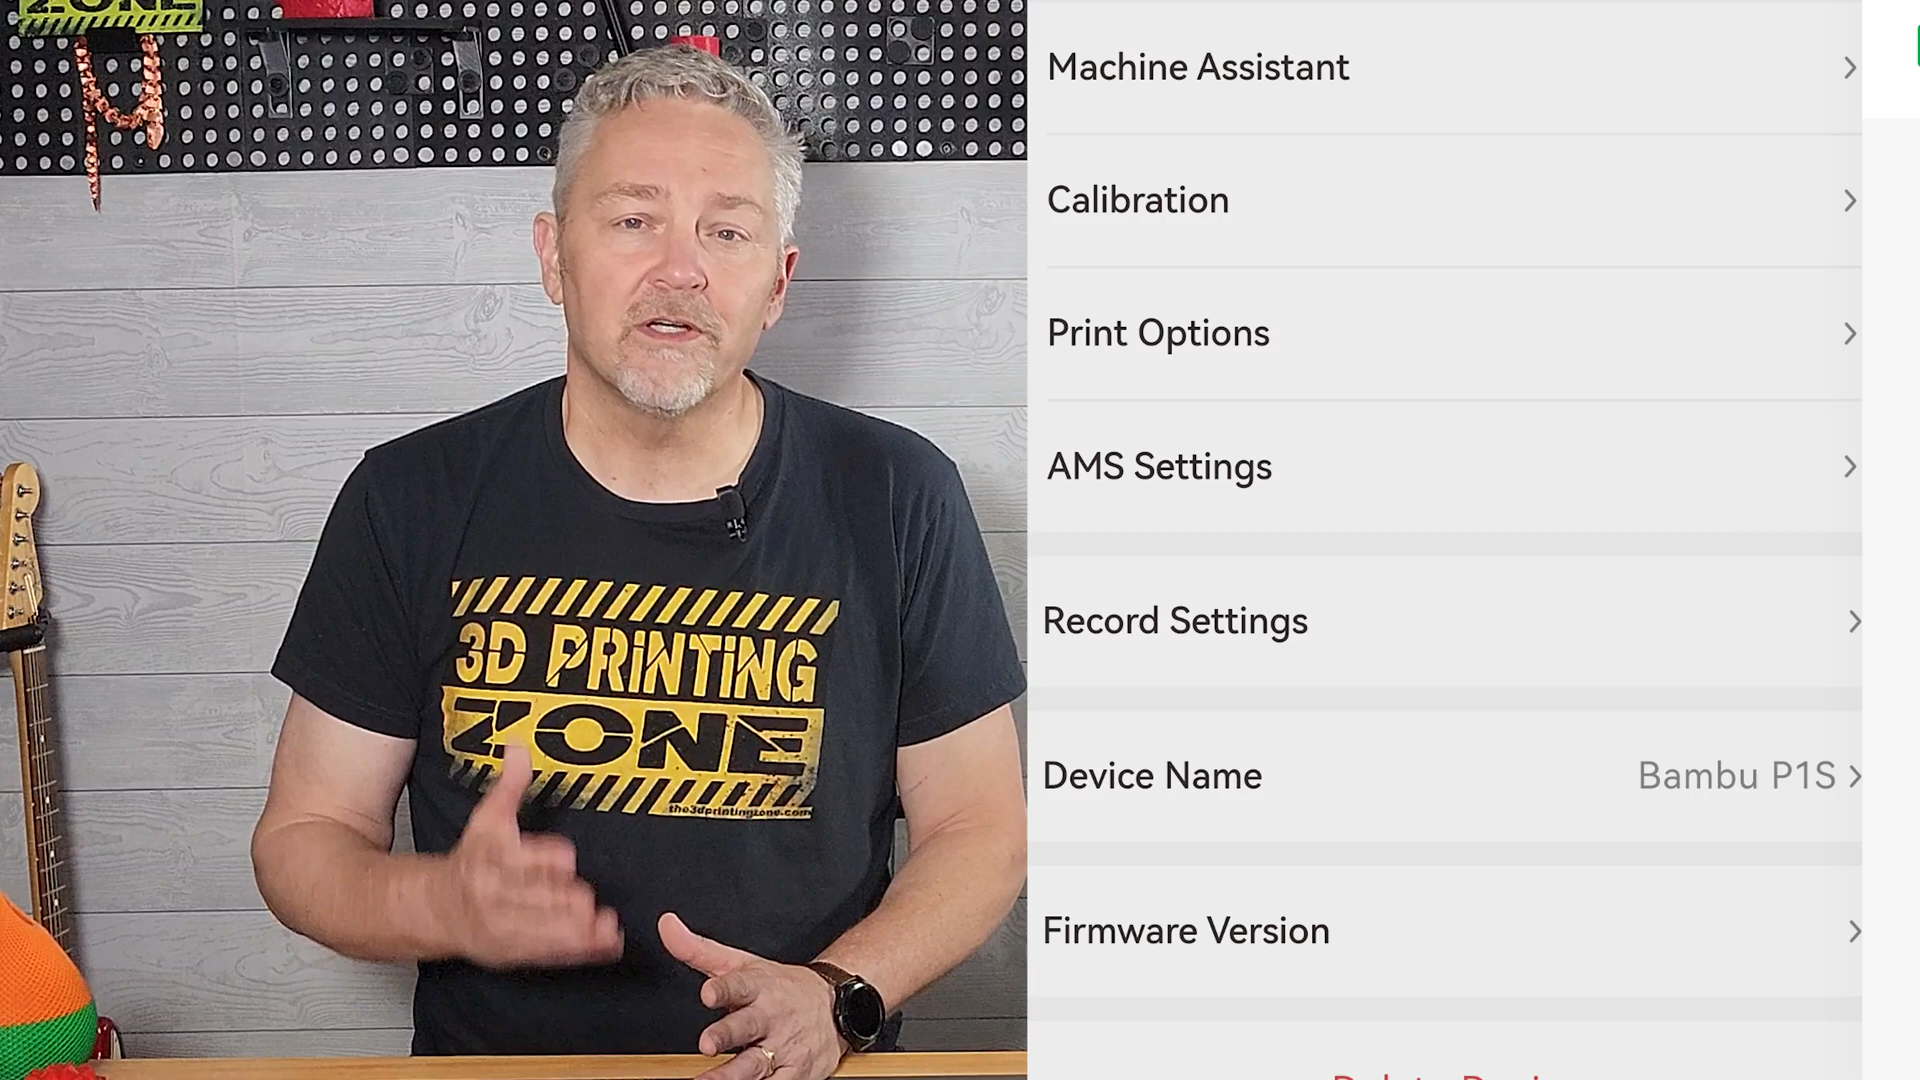 ZONE
3D PRiNTiNG
ZONE
the3dprintingzone.com
Machine Assistant
Calibration
Print Options
AMS Settings
Record Settings
Device Name
Bambu P1S
Firmware Version